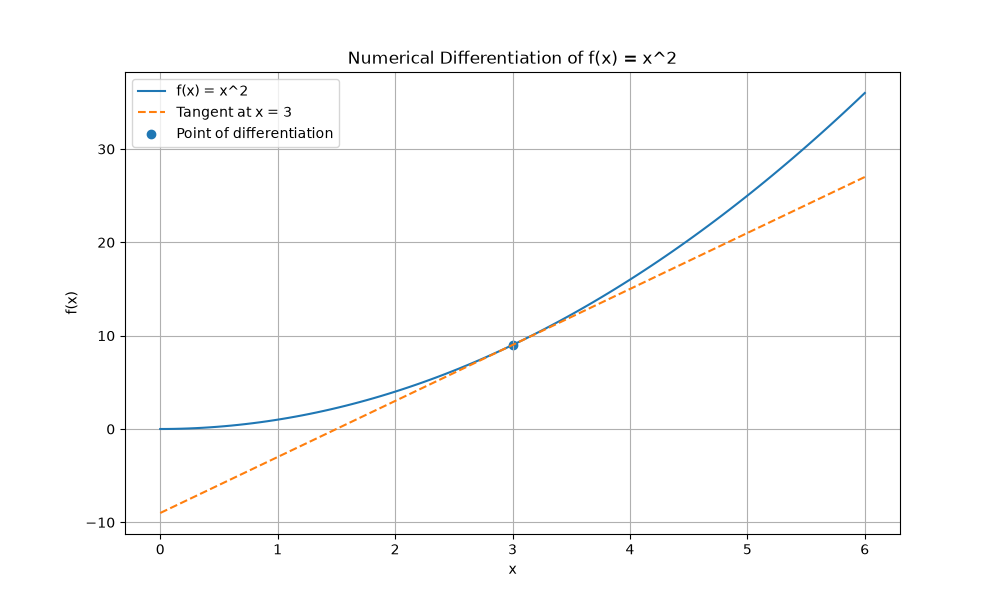 Numerical Differentiation of f(x) = x^2
f(x) = x^2
Tangent at x = 3
Point of differentiation
30
20
10
0
−10
f(x)
0 1 2 3 4 5 6
x